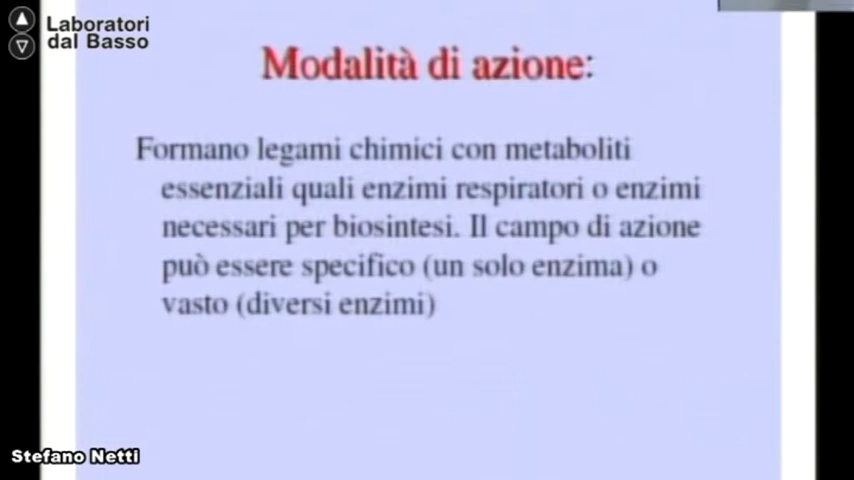 Laboratori
dal Basso
Modalità di azione:
Formano legami chimici con metaboliti
essenziali quali enzimi respiratori o enzimi
necessari per biosintesi. Il campo di azione
può essere specifico (un solo enzima) o
vasto (diversi enzimi)
Stefano Netti